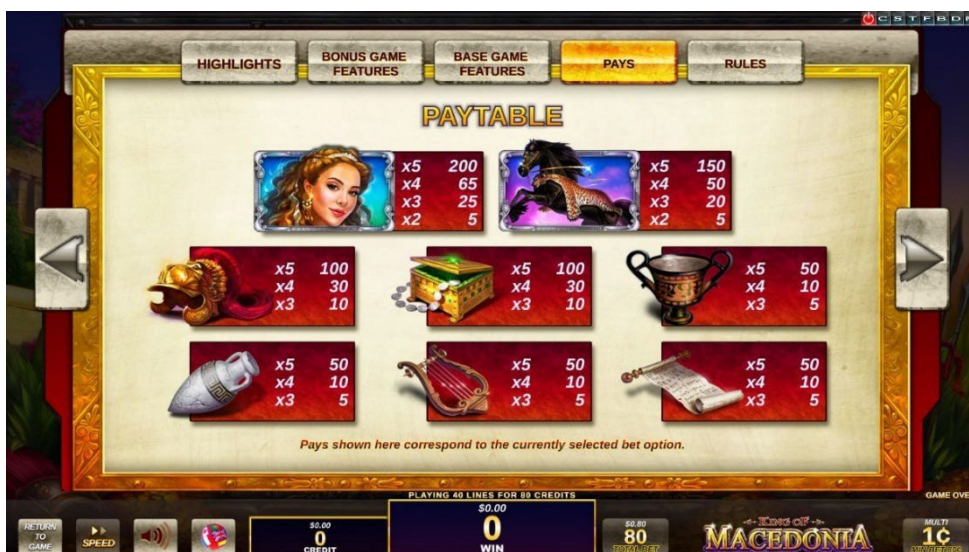 C S T F B D
HIGHLIGHTS
BONUS GAME
FEATURES
BASE GAME
FEATURES
PAYS
RULES
PAYTABLE
x5 200
x4 65
x3 25
x2 5
x5 150
x4 50
x3 20
x2 5
x5 100
x4 30
x3 10
x5 100
x4 30
x3 10
x5 50
x4 10
x3 5
x5 50
x4 10
x3 5
x5 50
x4 10
x3 5
x5 50
x4 10
x3 5
Pays shown here correspond to the currently selected bet option.
PLAYING 40 LINES FOR 80 CREDITS
GAME OVE
RETURN
TO
GAME
SPEED
$0.00
0
CREDIT
$0.00
0
WIN
$0.80
80
TOTAL BET
KING OF
MACEDONIA
MULTI
1¢